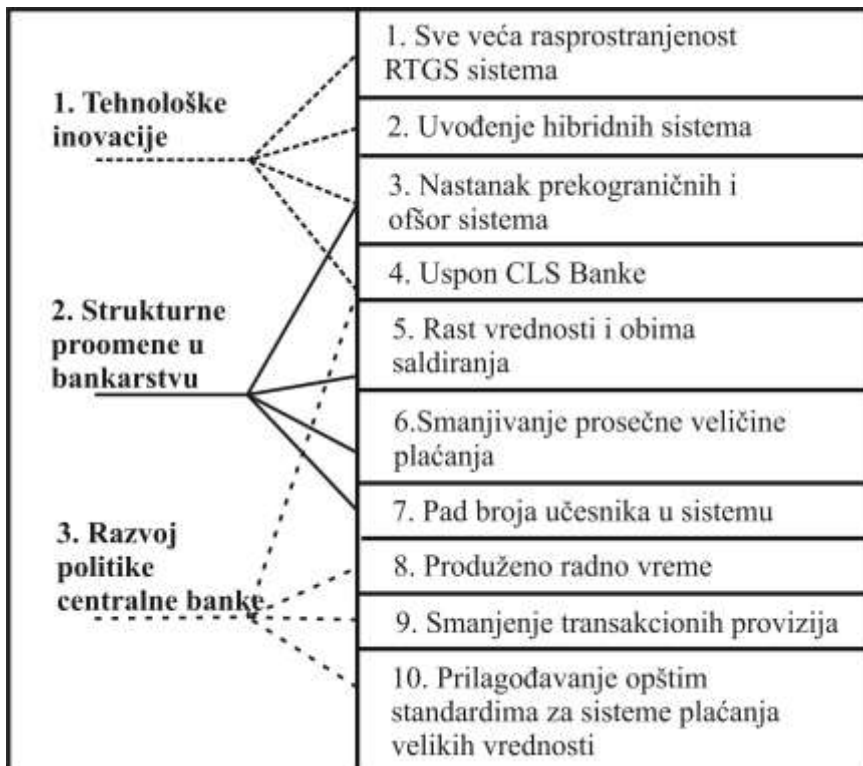 1. Tehnološke
inovacije
2. Strukturne
proomene u
bankarstvu
3. Razvoj
politike
centralne banke
1. Sve veća rasprostranjenost
RTGS sistema
2. Uvođenje hibridnih sistema
3. Nastanak prekograničnih i
ofšor sistema
4. Uspon CLS Banke
5. Rast vrednosti i obima
saldiranja
6.Smanjivanje prosečne veličine
plaćanja
7. Pad broja učesnika u sistemu
8. Produženo radno vreme
9. Smanjenje transakcionih provizija
10. Prilagođavanje opštim
standardima za sisteme plaćanja
velikih vrednosti